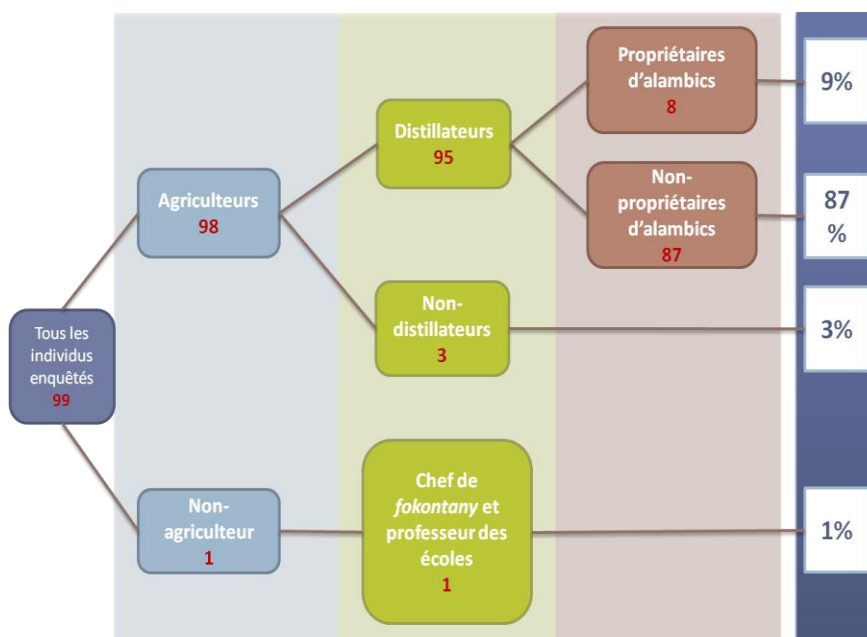 Tous les
individus
enquêtés
99
Agriculteurs
98
Non-
agriculteur
1
Distillateurs
95
Non-
distillateurs
3
Chef de
fokontany et
professeur des
écoles
1
Propriétaires
d'alambics
8
Non-
propriétaires
d'alambics
87
9%
87
%
3%
1%